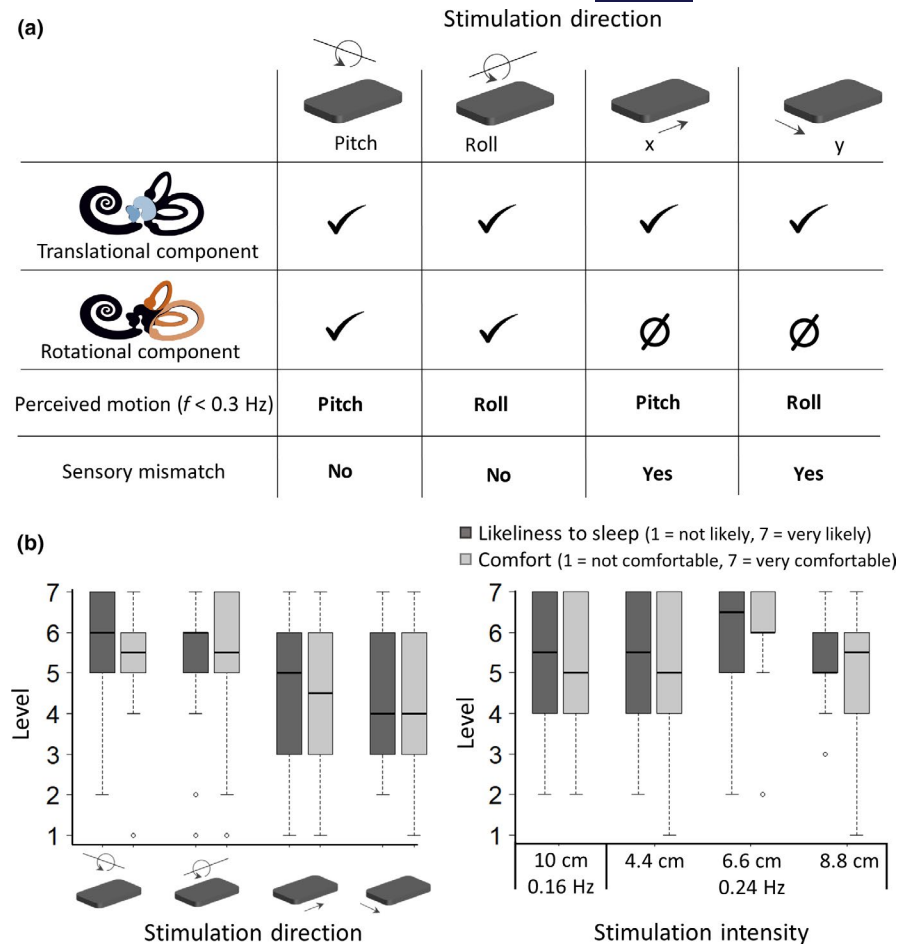 (a)
Stimulation direction
Pitch Roll x y
Translational component
Rotational component
Perceived motion (f < 0.3 Hz) Pitch Roll Pitch Roll
Sensory mismatch No No Yes Yes
(b)
Likeliness to sleep (1 = not likely, 7 = very likely)
Comfort (1 = not comfortable, 7 = very comfortable)
Level
7
6
5
4
3
2
1
Stimulation direction
Level
7
6
5
4
3
2
1
10 cm 4.4 cm 6.6 cm 8.8 cm
0.16 Hz 0.24 Hz
Stimulation intensity